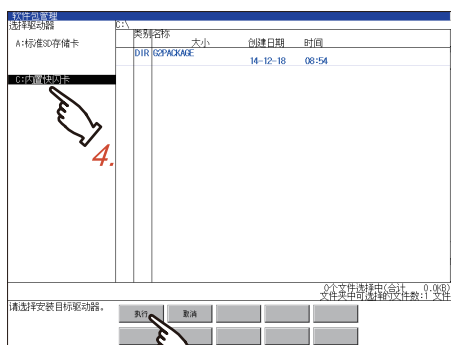 软件包管理
选择驱动器 C:\
类别 名称
大小 创建日期 时间
A:标准SD存储卡
DIR G2PACKAGE
14-12-18 08:54
C:内置快闪卡
4.
0个文件选择中(合计 0.0KB)
文件夹中可选择的文件数:1 文件
请选择安装目标驱动器。
执行 取消